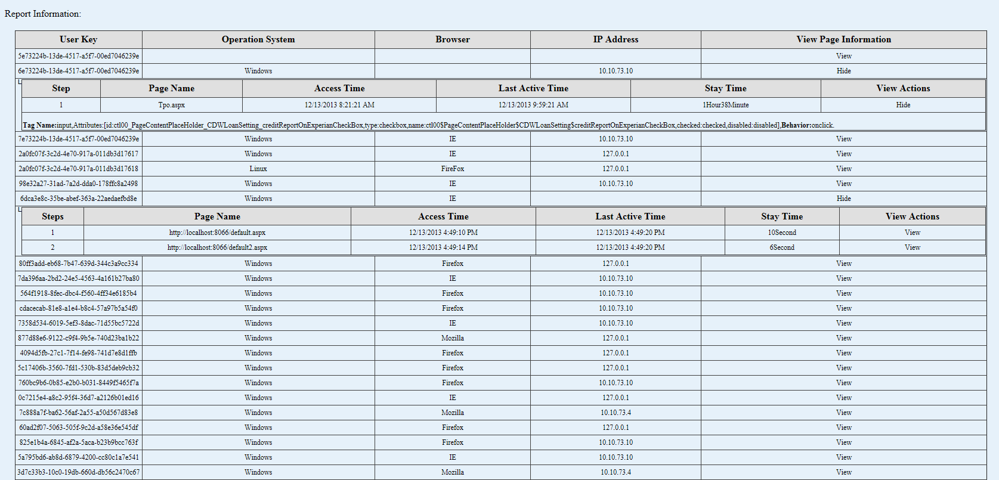 Report Information:
User Key Operation System Browser IP Address View Page Information
5e73224b-13de-4517-a5f7-00ed7046239e View
6e73224b-13de-4517-a5f7-00ed7046239e Windows 10.10.73.10 Hide
Step Page Name Access Time Last Active Time Stay Time View Actions
1 Tpo.aspx 12/13/2013 8:21:21 AM 12/13/2013 9:59:21 AM 1Hour38Minute Hide
Tag Name:input,Attributes:[id:ctl00_PageContentPlaceHolder_CDWLoanSetting_creditReportOnExperianCheckBox,type:checkbox,name:ctl00$PageContentPlaceHolder$CDWLoanSetting$creditReportOnExperianCheckBox,checked:checked,disabled:disabled],Behavior:onclick.
7e73224b-13de-4517-a5f7-00ed7046239e Windows IE 10.10.73.10 View
2a0fc07f-3c2d-4e70-917a-011db3d17617 Windows IE 127.0.0.1 View
2a0fc07f-3c2d-4e70-917a-011db3d17618 Linux FireFox 127.0.0.1 View
98e32a27-31ad-7a2d-dda0-178ffc8a2498 Windows IE 10.10.73.10 View
6dca3e8c-35be-abef-363a-22aedaefbd8e Windows IE Hide
Steps Page Name Access Time Last Active Time Stay Time View Actions
1 http://localhost:8066/default.aspx 12/13/2013 4:49:10 PM 12/13/2013 4:49:20 PM 10Second View
2 http://localhost:8066/default2.aspx 12/13/2013 4:49:14 PM 12/13/2013 4:49:20 PM 6Second View
80ff3add-eb68-7b47-639d-344c3a9cc334 Windows Firefox 127.0.0.1 View
7da396aa-2bd2-24e5-4563-4a161b27ba80 Windows IE 10.10.73.10 View
564f1918-8fec-dbc4-f560-4ff34e6185b4 Windows Firefox 10.10.73.10 View
cdacecab-81e8-a1e4-b8c4-57a97b5a54f0 Windows Firefox 10.10.73.10 View
7358d534-6019-5ef3-8dac-71d55bc5722d Windows IE 10.10.73.10 View
877d88e6-9122-c9f4-9b5e-740d23ba1b22 Windows Mozilla 127.0.0.1 View
4094d5fb-27c1-7f14-fe98-741d7e8d1ffb Windows Firefox 127.0.0.1 View
5c17406b-3560-7fd1-530b-83d5deb9cb32 Windows Firefox 127.0.0.1 View
760bc9b6-0b85-e2b0-b031-8449f5465f7a Windows Firefox 10.10.73.10 View
0c7215e4-a8c2-95f4-36d7-a2126b01ed16 Windows IE 127.0.0.1 View
7c888a7f-ba62-56af-2a55-a50d567d83e8 Windows Mozilla 10.10.73.4 View
60ad2f07-5063-505f-9c2d-a58e36e545df Windows Firefox 127.0.0.1 View
825e1b4a-6845-af2a-5aca-b23b9bcc763f Windows Firefox 10.10.73.10 View
5a795bd6-ab8d-6879-4200-cc80c1a7e541 Windows IE 10.10.73.10 View
3d7c33b3-10c0-19db-660d-db56c2470c67 Windows Mozilla 10.10.73.4 View